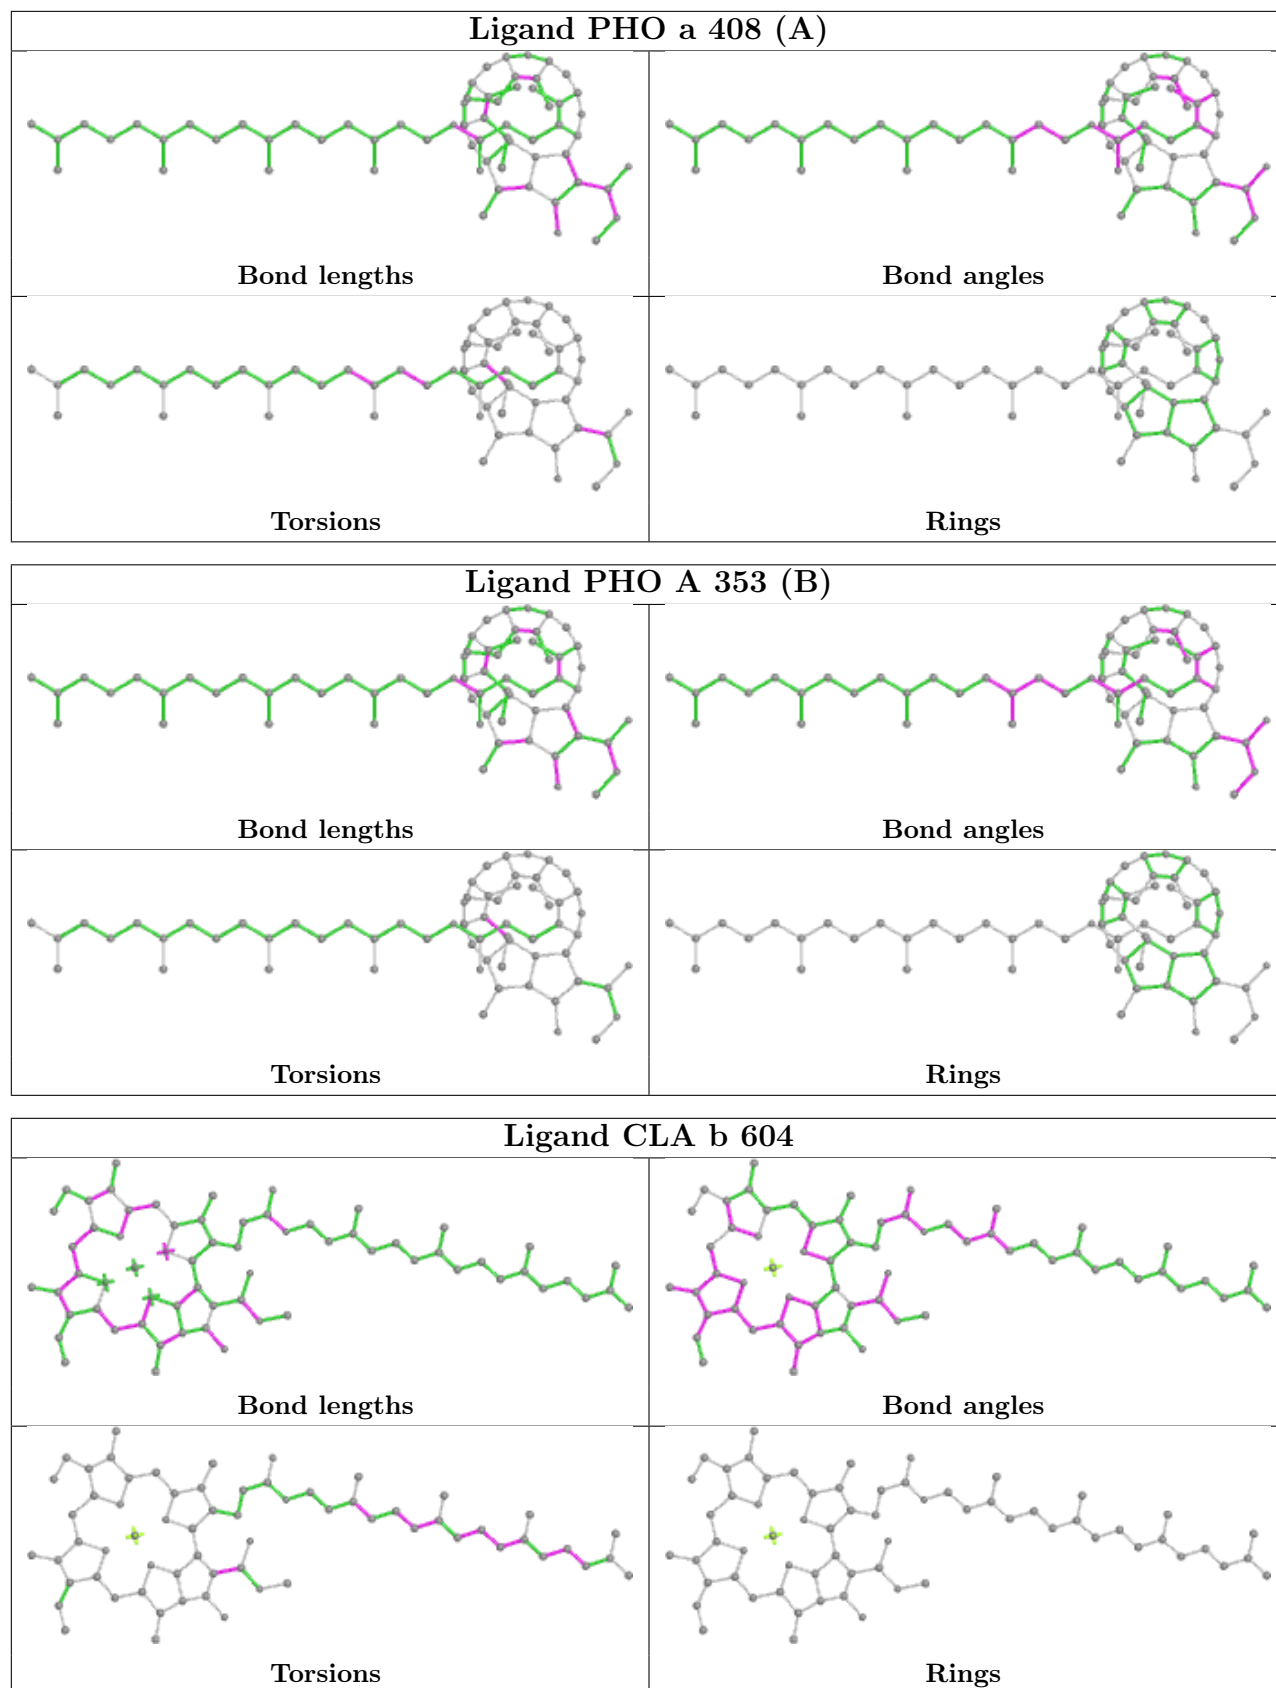 Ligand PHO a 408 (A)
Bond lengths
Bond angles
Torsions
Rings
Ligand PHO A 353 (B)
Bond lengths
Bond angles
Torsions
Rings
Ligand CLA b 604
Bond lengths
Bond angles
Torsions
Rings